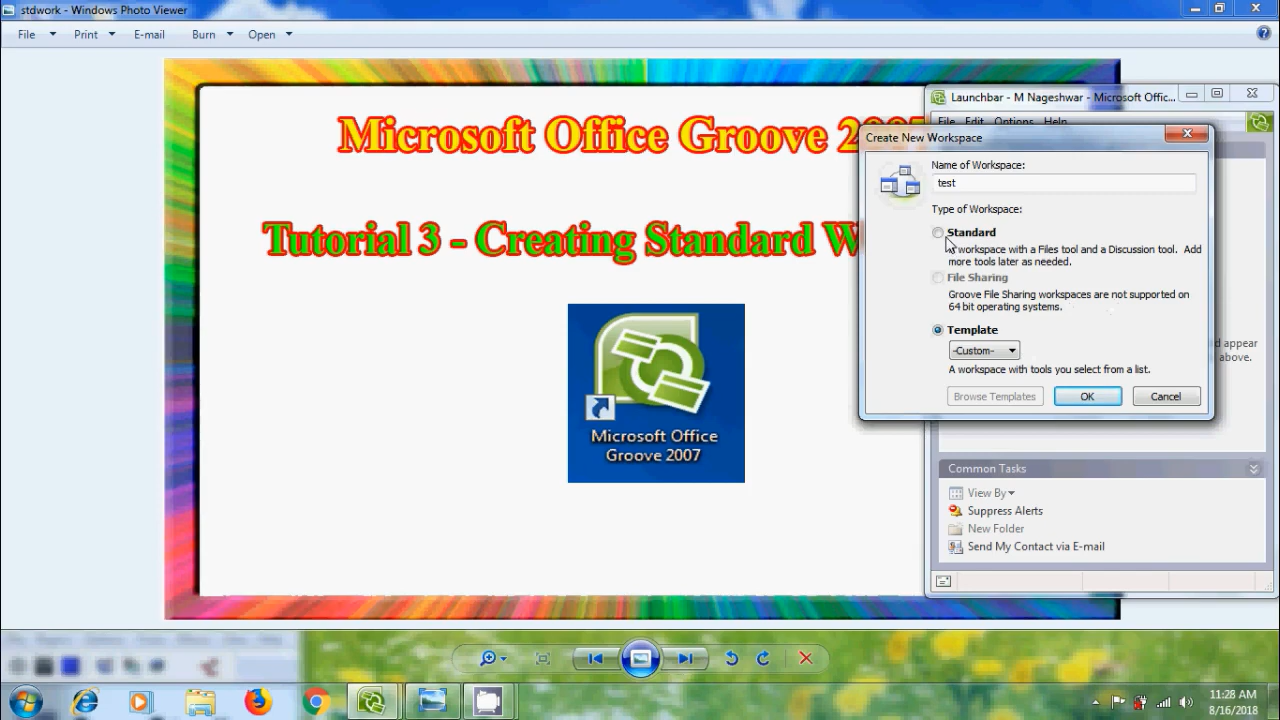 stdwork - Windows Photo Viewer
File Print E-mail Burn Open
Microsoft Office Groove 2
Tutorial 3 - Creating Standard W
Microsoft Office
Groove 2007
Launchbar - M Nageshwar - Microsoft Offic...
File Edit Options Help
Create New Workspace
Name of Workspace:
test
Type of Workspace:
Standard
workspace with a Files tool and a Discussion tool. Add
more tools later as needed.
File Sharing
Groove File Sharing workspaces are not supported on
64 bit operating systems.
Template
-Custom-
A workspace with tools you select from a list.
Browse Templates OK Cancel
appear
above.
Common Tasks
View By
Suppress Alerts
New Folder
Send My Contact via E-mail
11:28 AM
8/16/2018